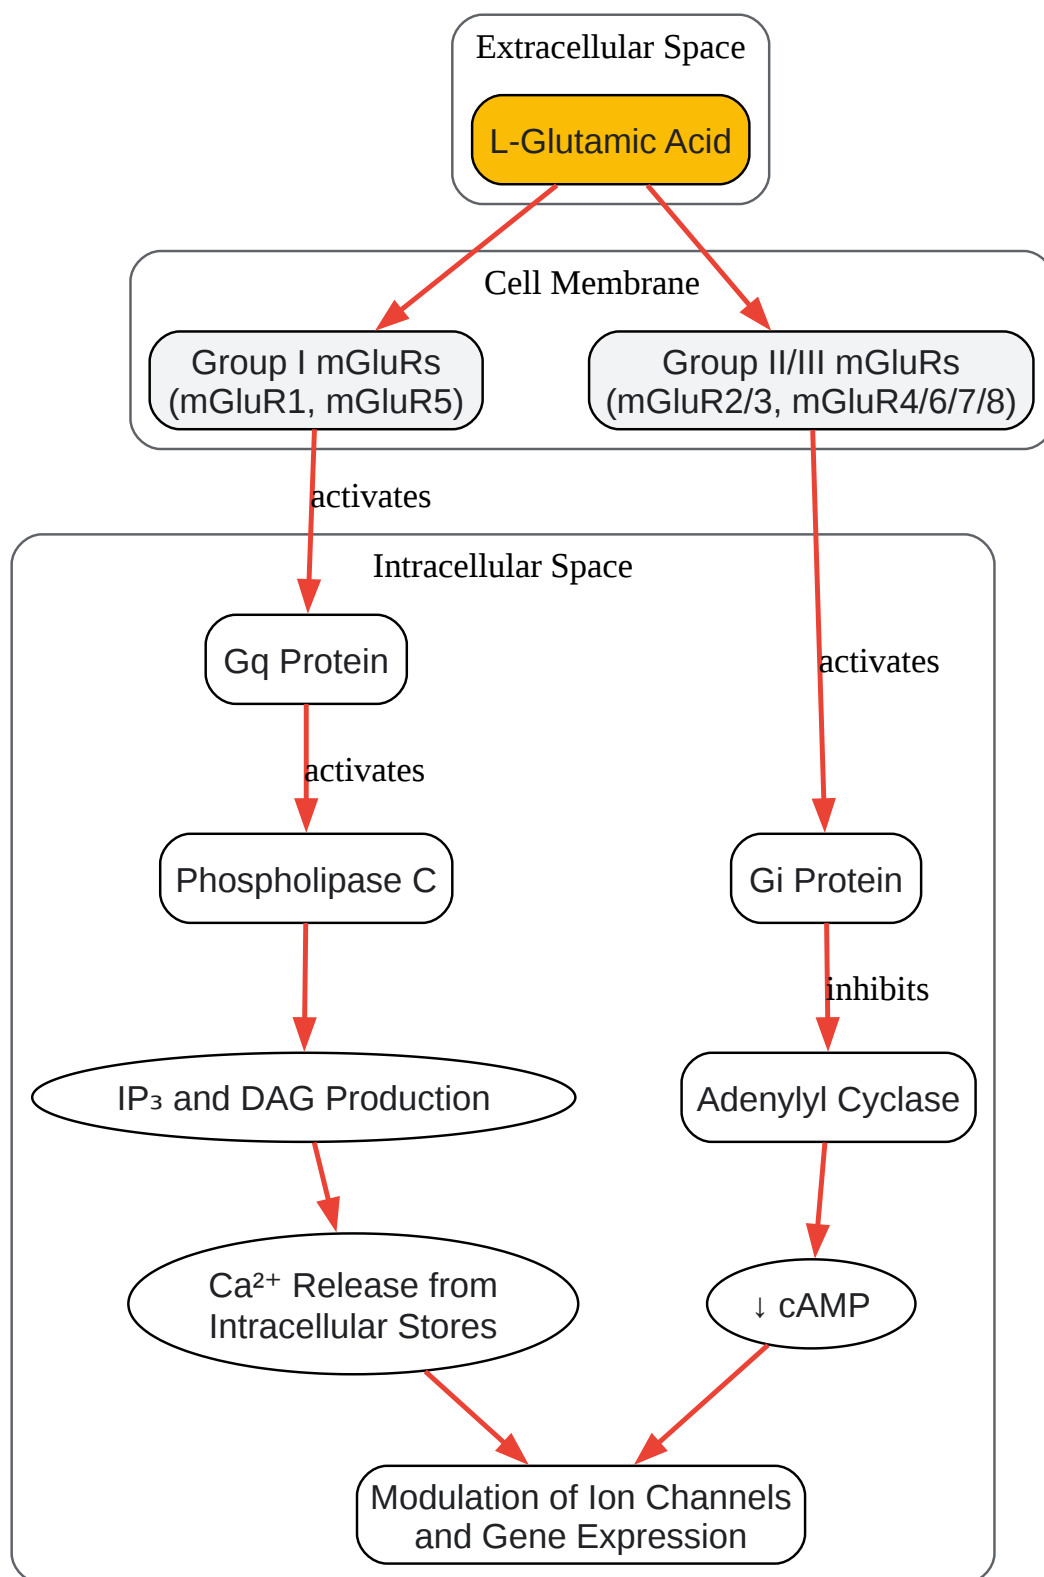 Extracellular Space
L-Glutamic Acid
Cell Membrane
Group I mGluRs
(mGluR1, mGluR5)
Group II/III mGluRs
(mGluR2/3, mGluR4/6/7/8)
activates
Intracellular Space
Gq Protein
activates
activates
Phospholipase C
Gi Protein
inhibits
IP₃ and DAG Production
Adenylyl Cyclase
Ca²⁺ Release from
Intracellular Stores
↓ cAMP
Modulation of Ion Channels
and Gene Expression